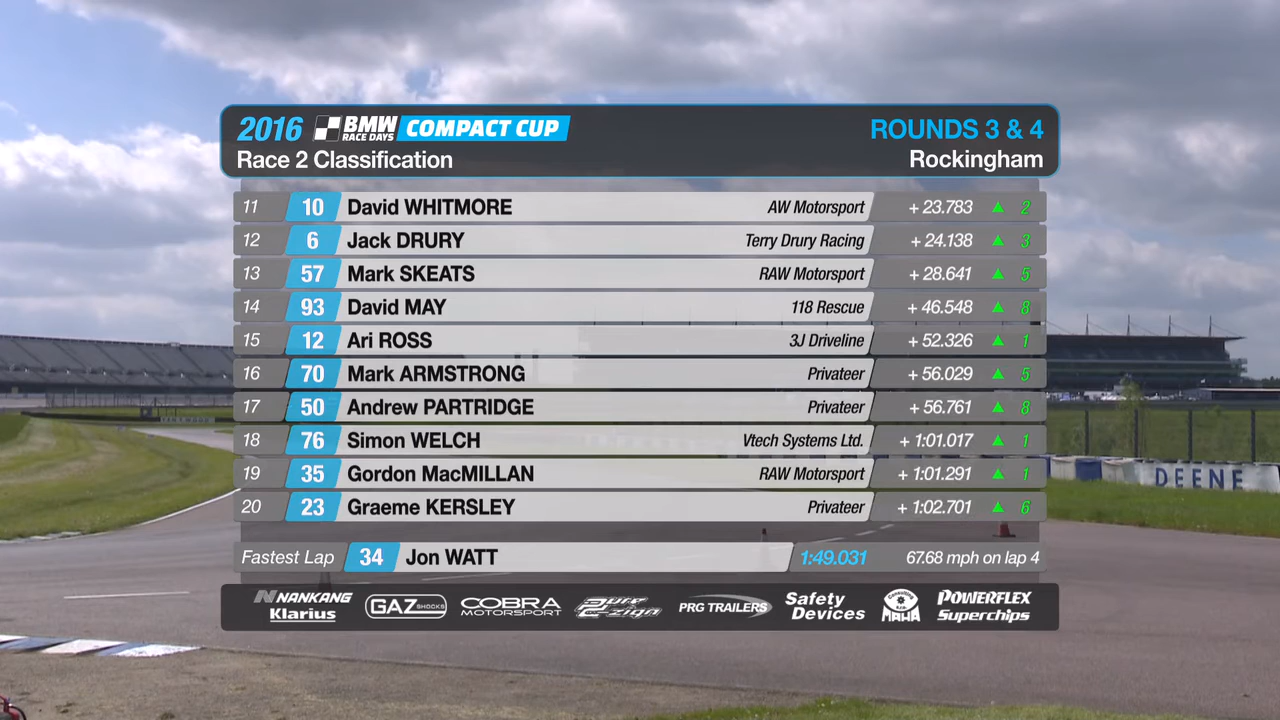 2016 BMW RACE DAYS COMPACT CUP ROUNDS 3 & 4
Race 2 Classification Rockingham
11 10 David WHITMORE AW Motorsport + 23.783 ▲ 2
12 6 Jack DRURY Terry Drury Racing + 24.138 ▲ 3
13 57 Mark SKEATS RAW Motorsport + 28.641 ▲ 5
14 93 David MAY 118 Rescue + 46.548 ▲ 8
15 12 Ari ROSS 3J Driveline + 52.326 ▲ 1
16 70 Mark ARMSTRONG Privateer + 56.029 ▲ 5
17 50 Andrew PARTRIDGE Privateer + 56.761 ▲ 8
18 76 Simon WELCH Vtech Systems Ltd. + 1:01.017 ▲ 1
19 35 Gordon MacMILLAN RAW Motorsport + 1:01.291 ▲ 1
20 23 Graeme KERSLEY Privateer + 1:02.701 ▲ 6
DEENE
Fastest Lap 34 Jon WATT 1:49.031 67.68 mph on lap 4
NANKANG
Klarius
GAZ SHOCKS
COBRA
MOTORSPORT
PRG TRAILERS
Safety
Devices
MAHA
POWERFLEX
Superchips